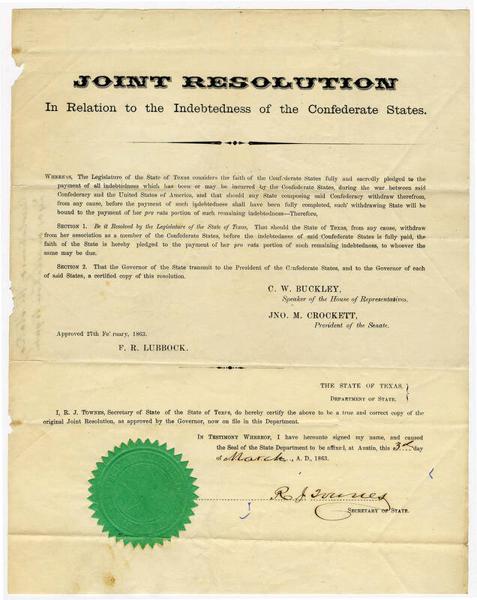 JOINT RESOLUTION
In Relation to the Indebtedness of the Confederate States.
WHEREAS, The Legislature of the State of Texas considers the faith of the Confederate States fully and sacredly pledged to the
payment of all indebtedness which has been or may be incurred by the Confederate States, during the war between said
Confederacy and the United States of America, and that should any State composing said Confederacy withdraw therefrom,
from any cause, before the payment of such indebtedness shall have been fully completed, such withdrawing State will be
bound to the payment of her pro rata portion of such remaining indebtedness—Therefore,
SECTION 1. Be it Resolved by the Legislature of the State of Texas, That should the State of Texas, from any cause, withdraw
from her association as a member of the Confederate States, before the indebtedness of said Confederate States is fully paid, the
faith of the State is hereby pledged to the payment of her pro rata portion of such remaining indebtedness, to whoever the
same may be due.
SECTION 2. That the Governor of the State transmit to the President of the Confederate States, and to the Governor of each
of said States, a certified copy of this resolution.
C. W. BUCKLEY,
Speaker of the House of Representatives.
JNO. M. CROCKETT,
President of the Senate.
Approved 27th February, 1863.
F. R. LUBBOCK.
THE STATE OF TEXAS,
DEPARTMENT OF STATE.
I, R. J. TOWNES, Secretary of State of the State of Texas, do hereby certify the above to be a true and correct copy of the
original Joint Resolution, as approved by the Governor, now on file in this Department.
IN TESTIMONY WHEREOF, I have hereunto signed my name, and caused
the Seal of the State Department to be affixed, at Austin, this 3d day
of March, A. D., 1863.
R J Townes
SECRETARY OF STATE.